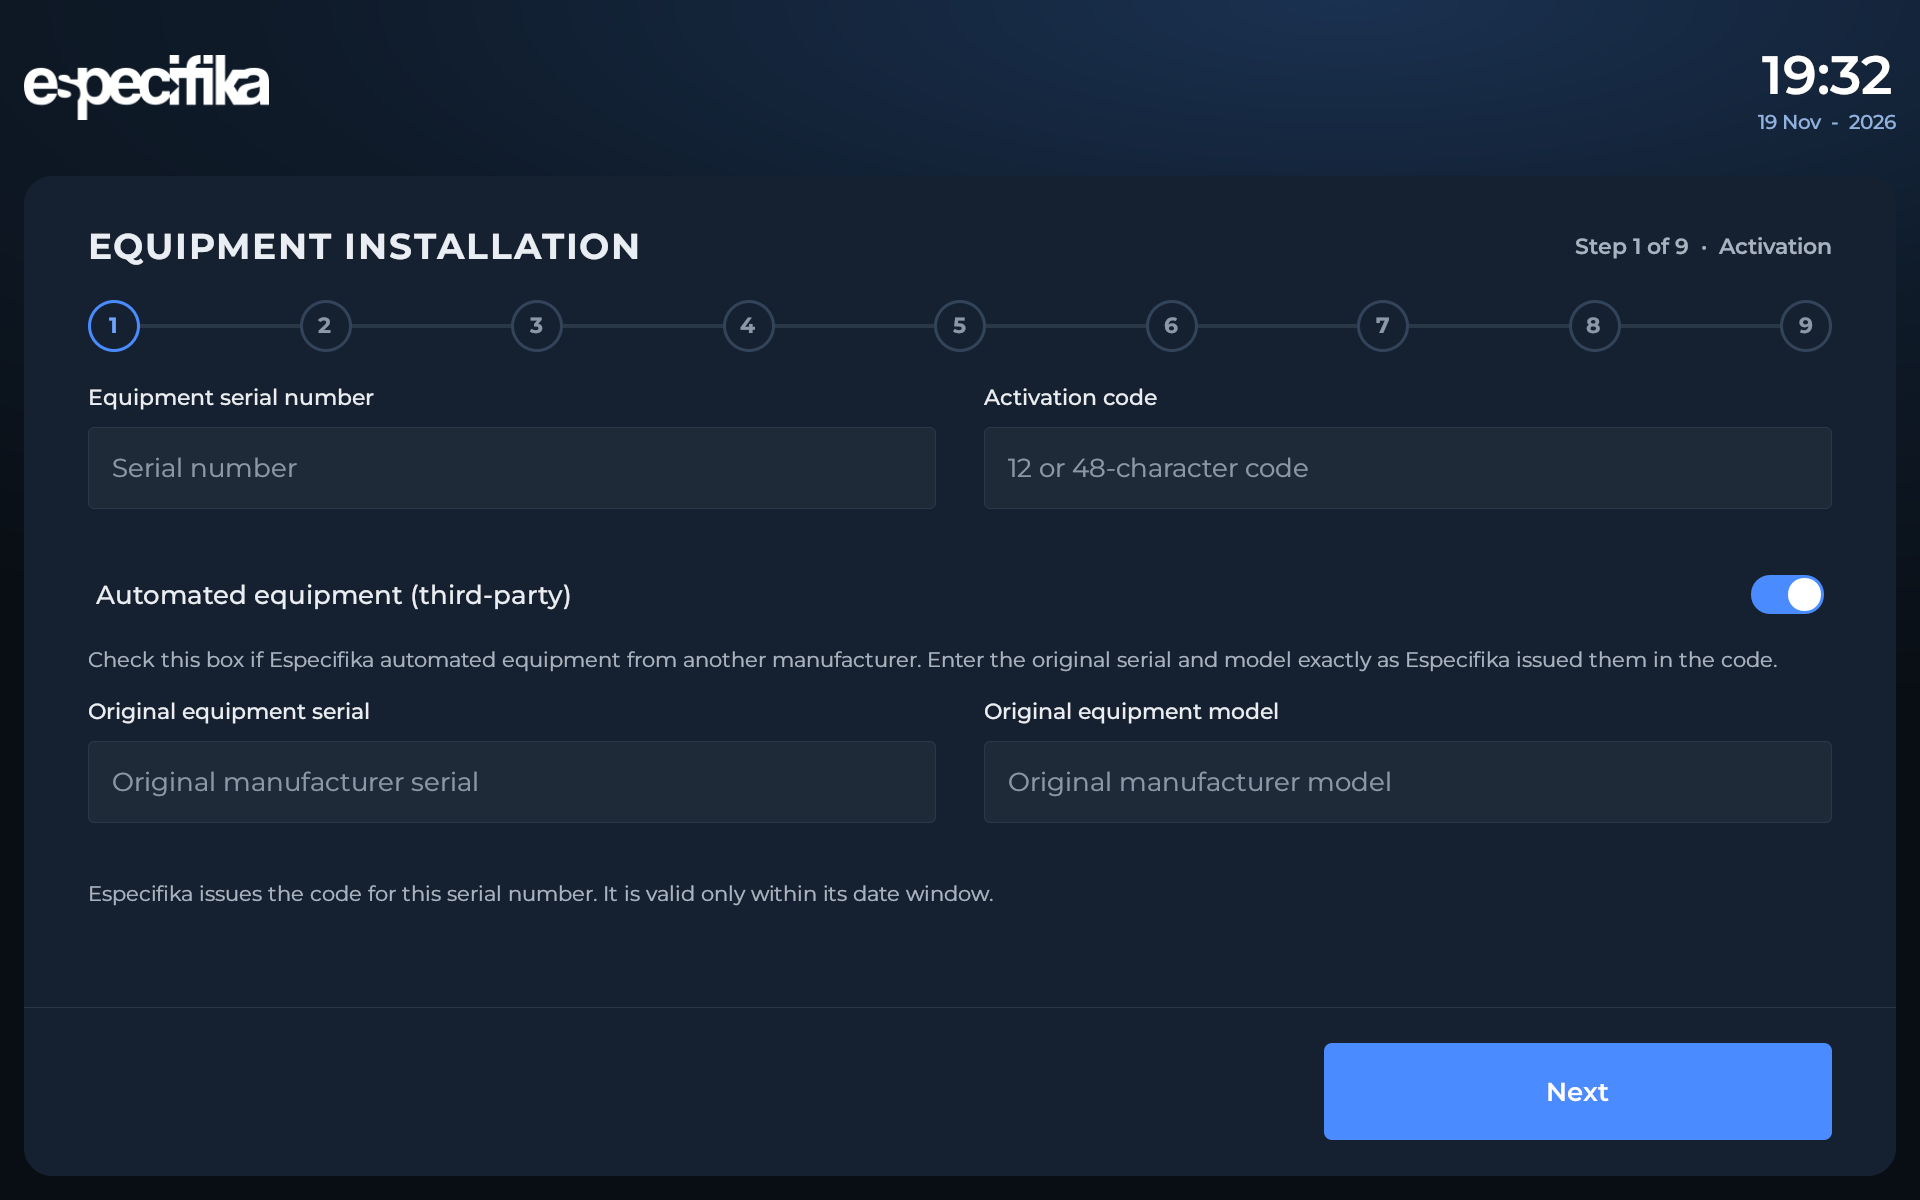 especifika
19:32
19 Nov - 2026
EQUIPMENT INSTALLATION
Step 1 of 9 · Activation
1 2 3 4 5 6 7 8 9
Equipment serial number
Activation code
Serial number
12 or 48-character code
Automated equipment (third-party)
Check this box if Especifika automated equipment from another manufacturer. Enter the original serial and model exactly as Especifika issued them in the code.
Original equipment serial
Original equipment model
Original manufacturer serial
Original manufacturer model
Especifika issues the code for this serial number. It is valid only within its date window.
Next